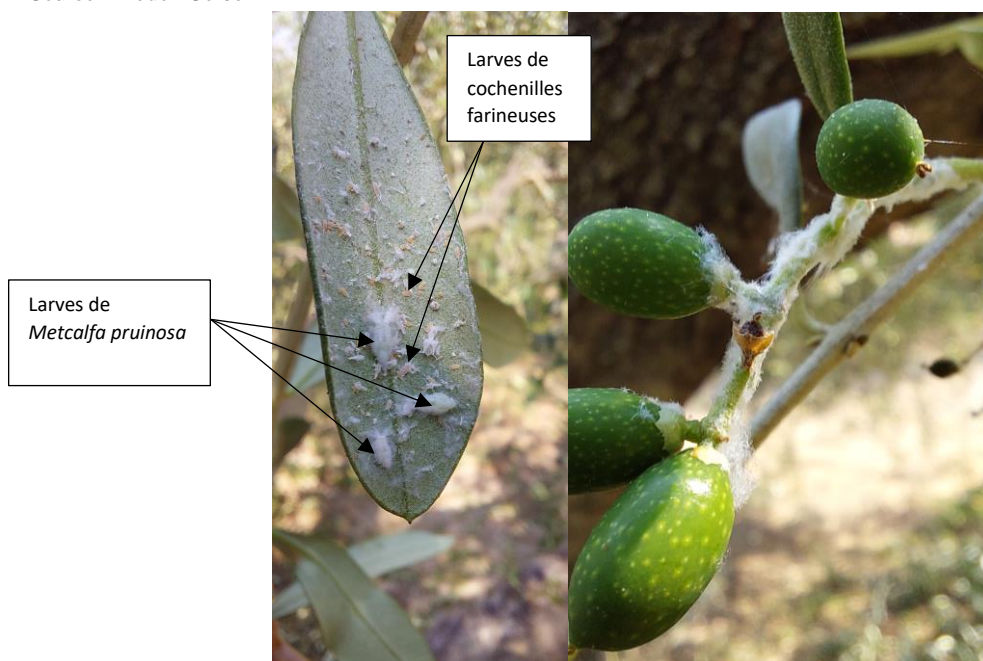 Larves de
cochenilles
farineuses
Larves de
Metcalfa pruinosa